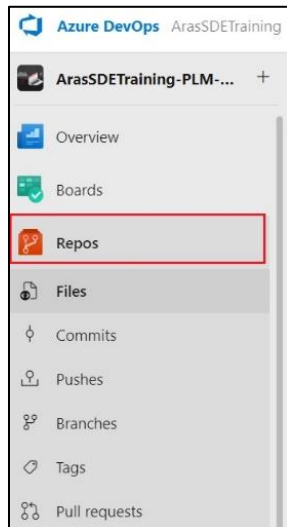 Azure DevOps ArasSDETraining
ArasSDETraining-PLM-... +
Overview
Boards
Repos
Files
Commits
Pushes
Branches
Tags
Pull requests